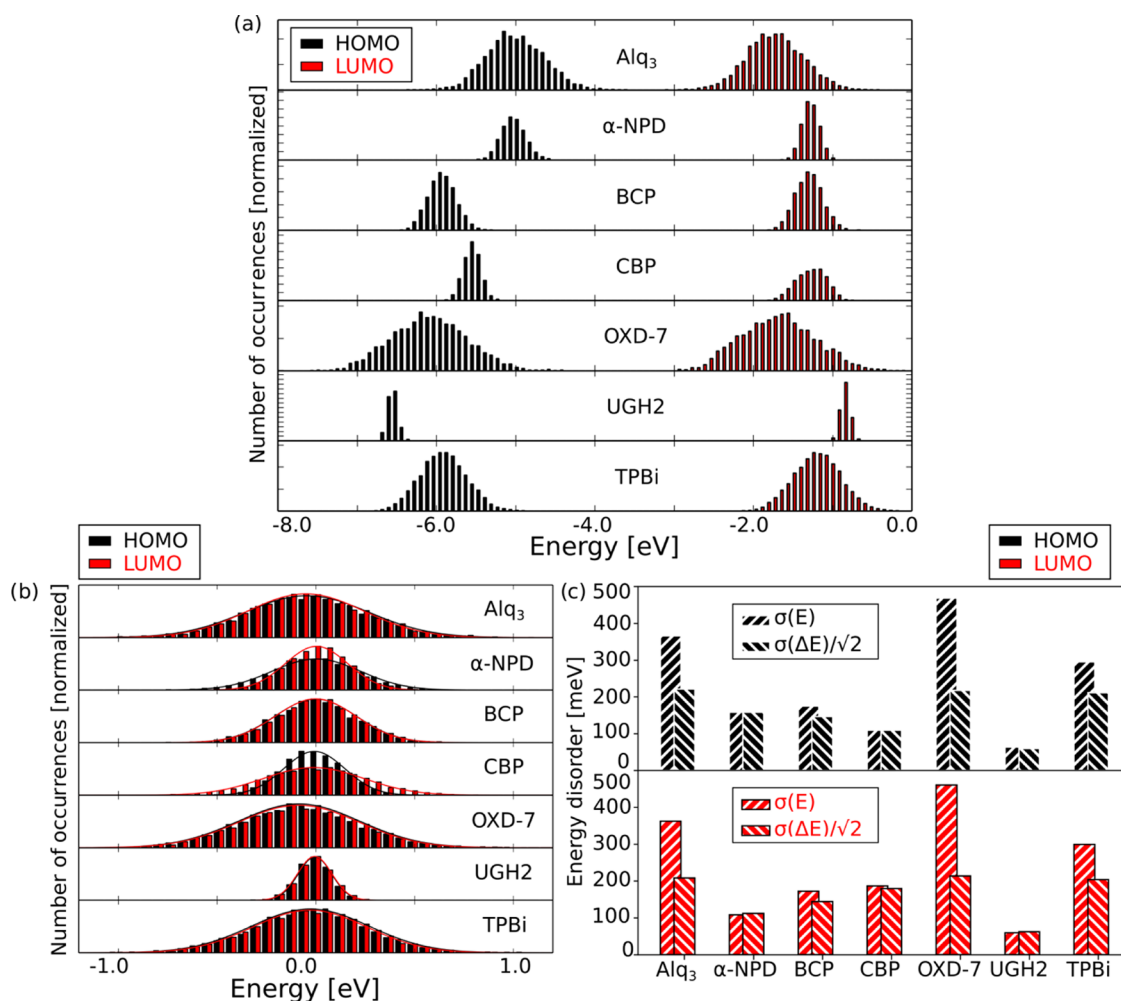 (a)
HOMO
LUMO
Number of occurrences [normalized]
Alq₃
α-NPD
BCP
CBP
OXD-7
UGH2
TPBi
-8.0 -6.0 -4.0 -2.0 0.0
Energy [eV]
HOMO
LUMO
(b)
Number of occurrences [normalized]
Alq₃
α-NPD
BCP
CBP
OXD-7
UGH2
TPBi
-1.0 0.0 1.0
Energy [eV]
HOMO
LUMO
(c)
Energy disorder [meV]
500
400
300
200
100
0
σ(E)
σ(ΔE)/√2
500
400
300
200
100
0
σ(E)
σ(ΔE)/√2
Alq₃ α-NPD BCP CBP OXD-7 UGH2 TPBi